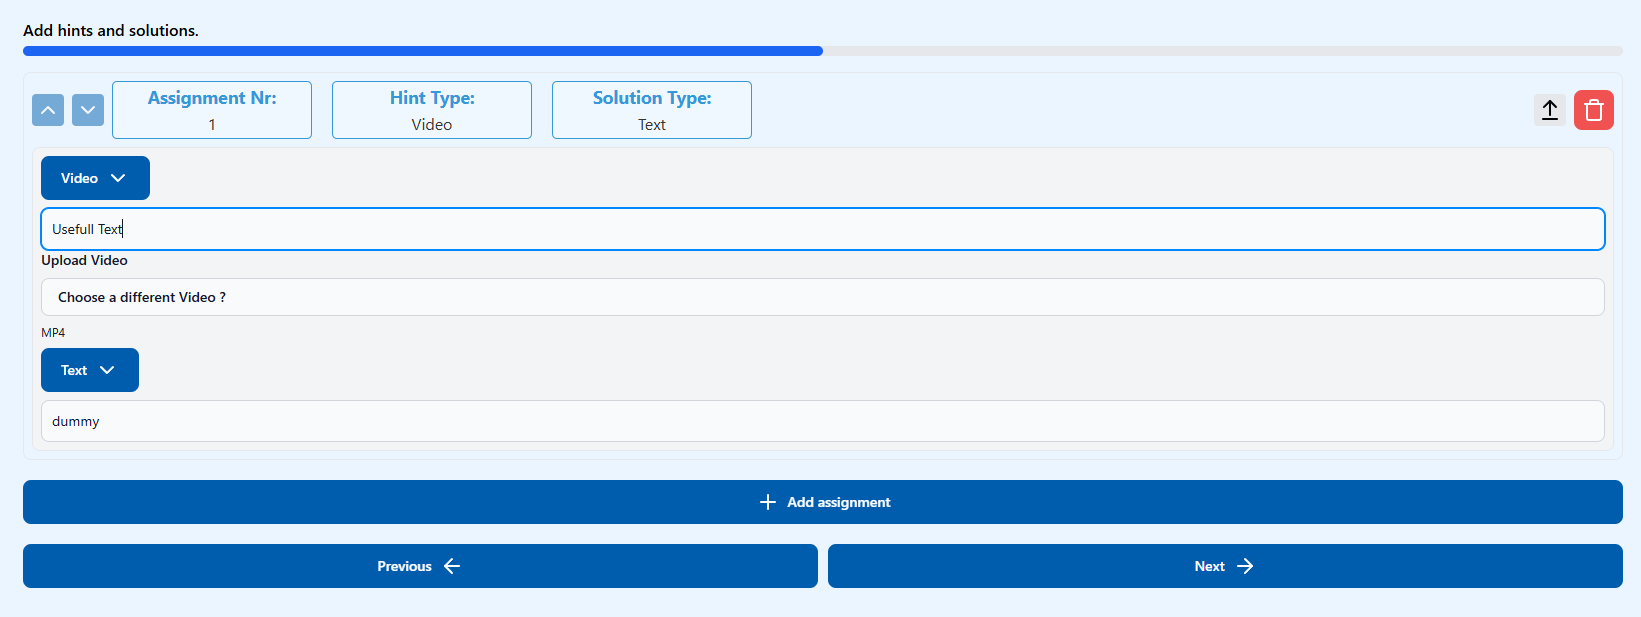 Add hints and solutions.
Assignment Nr: Hint Type: Solution Type:
1 Video Text
Video
Usefull Text
Upload Video
Choose a different Video ?
MP4
Text
dummy
Add assignment
Previous Next